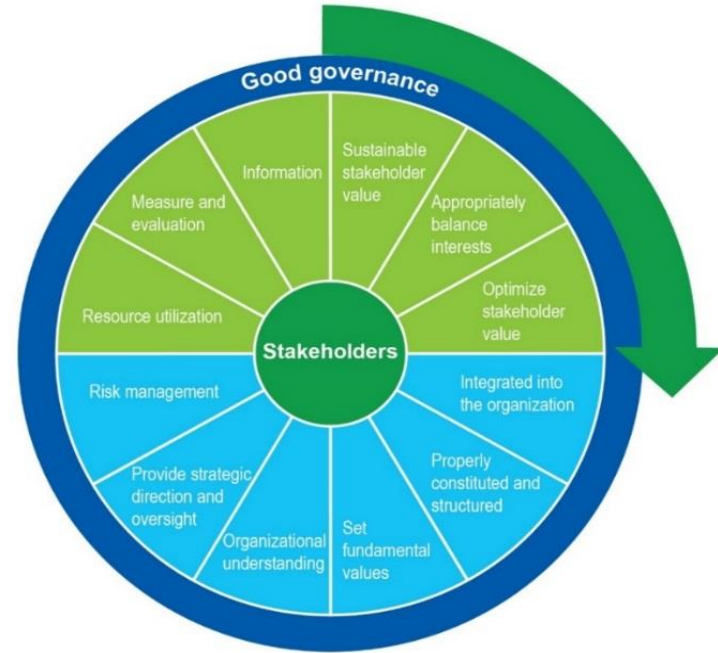 Good governance
Sustainable
stakeholder
value
Appropriately
balance
interests
Optimize
stakeholder
value
Integrated into
the organization
Properly
constituted and
structured
Set
fundamental
values
Organizational
understanding
Provide strategic
direction and
oversight
Risk management
Resource utilization
Measure and
evaluation
Information
Stakeholders